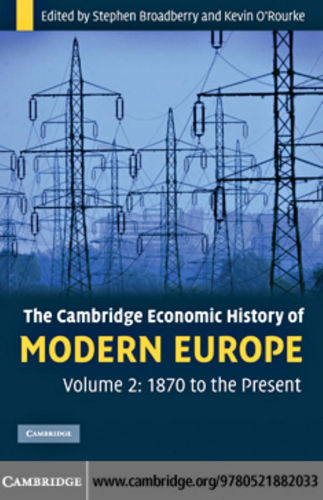 Edited by Stephen Broadberry and Kevin O'Rourke
The Cambridge Economic History of
MODERN EUROPE
Volume 2: 1870 to the Present
CAMBRIDGE
CAMBRIDGE www.cambridge.org/9780521882033